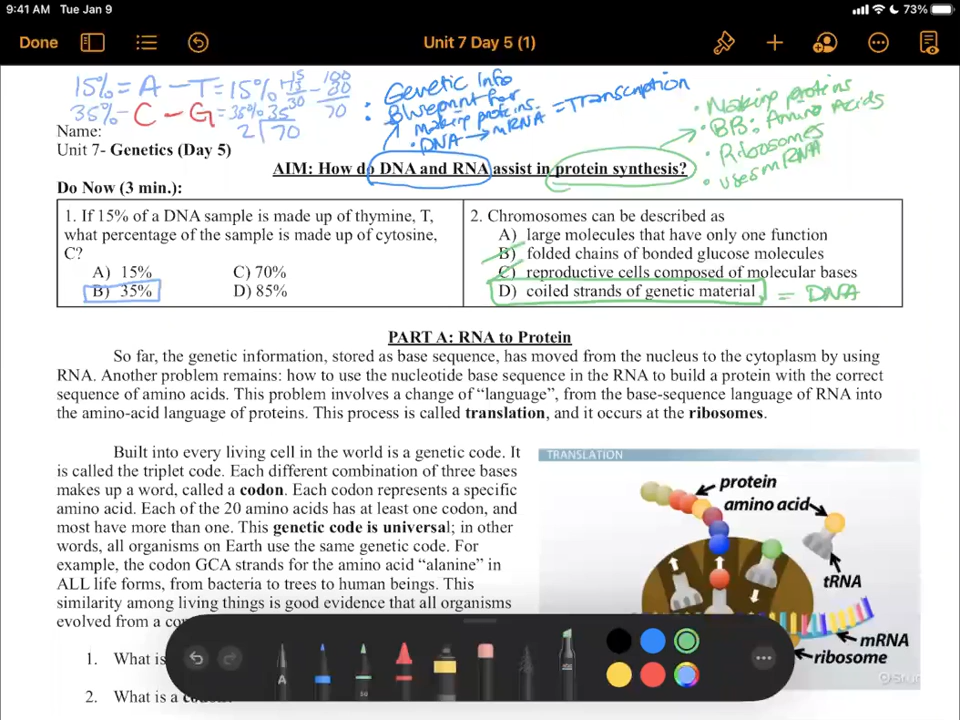 9:41 AM Tue Jan 9
73%
Done
Unit 7 Day 5 (1)
15% = A - T = 15%
+15
15
30
100
- 30
70
35% - C - G = 35%
35
2 70
• Genetic Info
• Blueprint for
making proteins.
• DNA → mRNA
= Transcription
• Making proteins
• BB: Amino Acids
• Ribosomes
• uses mRNA
Name:
Unit 7- Genetics (Day 5)
AIM: How do DNA and RNA assist in protein synthesis?
Do Now (3 min.):
1. If 15% of a DNA sample is made up of thymine, T,
what percentage of the sample is made up of cytosine,
C?
A) 15% C) 70%
B) 35% D) 85%
2. Chromosomes can be described as
A) large molecules that have only one function
B) folded chains of bonded glucose molecules
C) reproductive cells composed of molecular bases
D) coiled strands of genetic material = DNA
PART A: RNA to Protein
So far, the genetic information, stored as base sequence, has moved from the nucleus to the cytoplasm by using
RNA. Another problem remains: how to use the nucleotide base sequence in the RNA to build a protein with the correct
sequence of amino acids. This problem involves a change of “language”, from the base-sequence language of RNA into
the amino-acid language of proteins. This process is called translation, and it occurs at the ribosomes.
Built into every living cell in the world is a genetic code. It
is called the triplet code. Each different combination of three bases
makes up a word, called a codon. Each codon represents a specific
amino acid. Each of the 20 amino acids has at least one codon, and
most have more than one. This genetic code is universal; in other
words, all organisms on Earth use the same genetic code. For
example, the codon GCA strands for the amino acid “alanine” in
ALL life forms, from bacteria to trees to human beings. This
similarity among living things is good evidence that all organisms
evolved from a
1. What is
2. What is a
TRANSLATION
protein
amino acid
tRNA
mRNA
ribosome
A